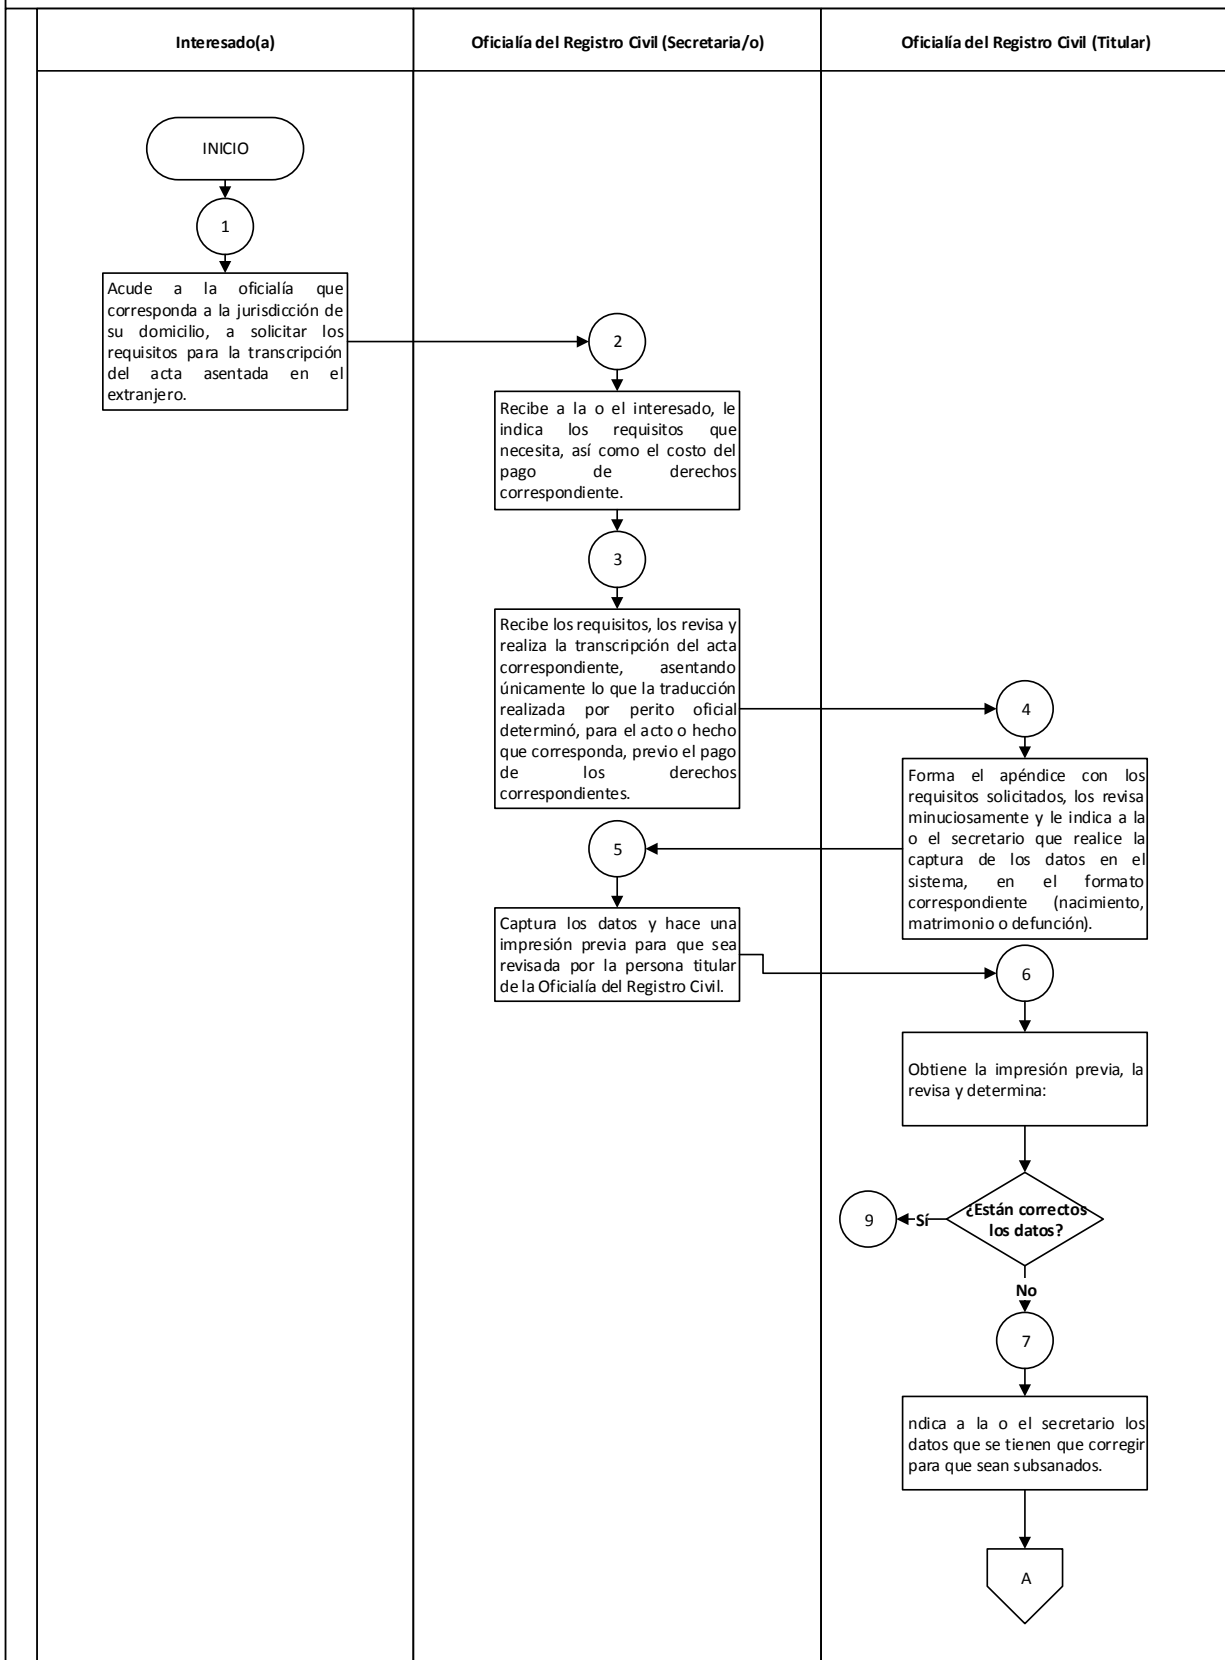 Interesado(a)
Oficialía del Registro Civil (Secretaria/o)
Oficialía del Registro Civil (Titular)
INICIO
1
Acude a la oficialía que
corresponda a la jurisdicción de
su domicilio, a solicitar los
requisitos para la transcripción
del acta asentada en el
extranjero.
2
Recibe a la o el interesado, le
indica los requisitos que
necesita, así como el costo del
pago de derechos
correspondiente.
3
Recibe los requisitos, los revisa y
realiza la transcripción del acta
correspondiente, asentando
únicamente lo que la traducción
realizada por perito oficial
determinó, para el acto o hecho
que corresponda, previo el pago
de los derechos
correspondientes.
4
Forma el apéndice con los
requisitos solicitados, los revisa
minuciosamente y le indica a la
o el secretario que realice la
captura de los datos en el
sistema, en el formato
correspondiente (nacimiento,
matrimonio o defunción).
5
Captura los datos y hace una
impresión previa para que sea
revisada por la persona titular
de la Oficialía del Registro Civil.
6
Obtiene la impresión previa, la
revisa y determina:
¿Están correctos
los datos?
Sí
9
No
7
ndica a la o el secretario los
datos que se tienen que corregir
para que sean subsanados.
A